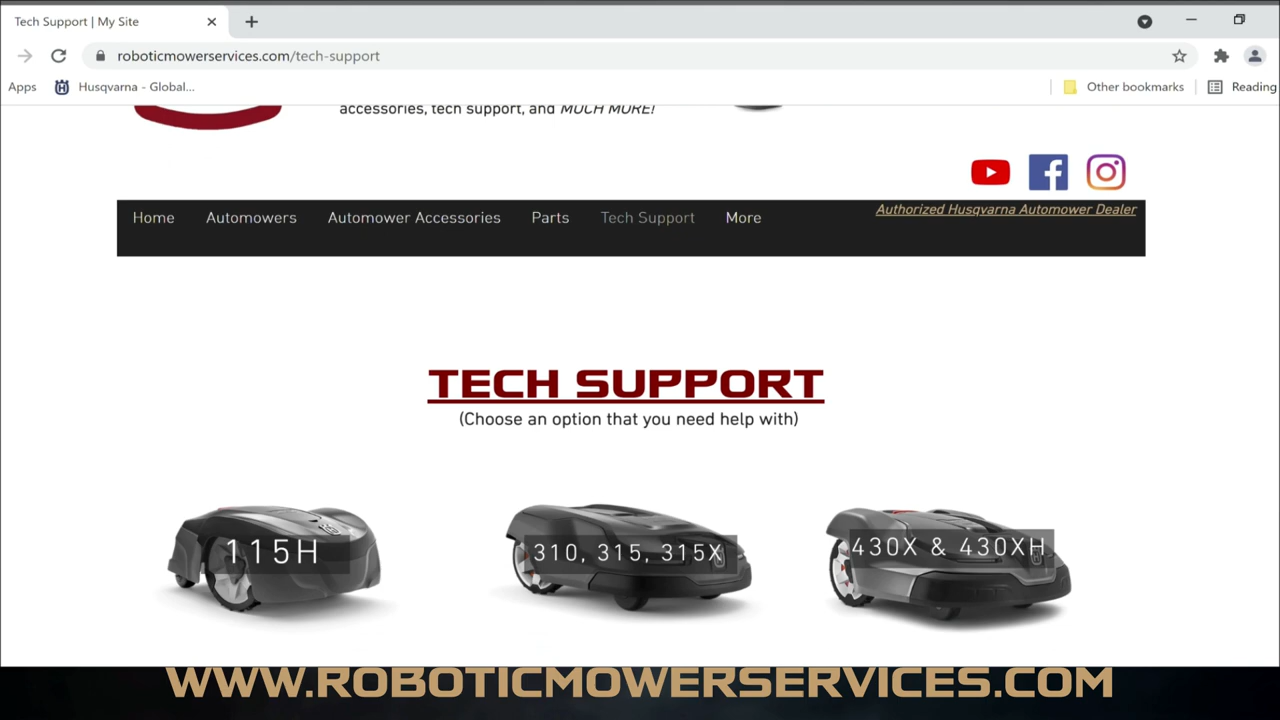 Tech Support | My Site
roboticmowerservices.com/tech-support
Apps Husqvarna - Global... Other bookmarks Reading
accessories, tech support, and MUCH MORE!
Home Automowers Automower Accessories Parts Tech Support More Authorized Husqvarna Automower Dealer
TECH SUPPORT
(Choose an option that you need help with)
115H 310, 315, 315X 430X & 430XH
WWW.ROBOTICMOWERSERVICES.COM